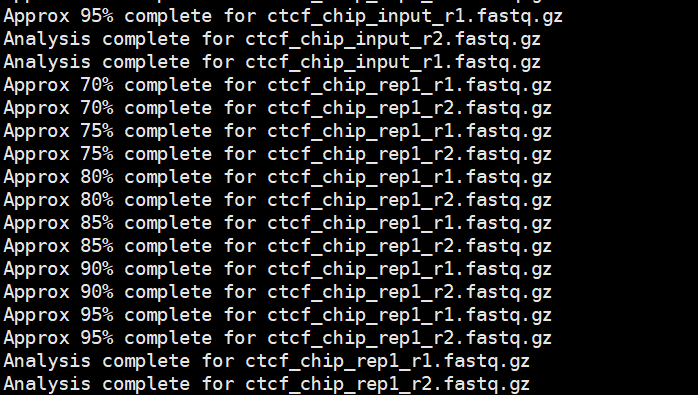 Approx 95% complete for ctcf_chip_input_r1.fastq.gz
Analysis complete for ctcf_chip_input_r2.fastq.gz
Analysis complete for ctcf_chip_input_r1.fastq.gz
Approx 70% complete for ctcf_chip_rep1_r1.fastq.gz
Approx 70% complete for ctcf_chip_rep1_r2.fastq.gz
Approx 75% complete for ctcf_chip_rep1_r1.fastq.gz
Approx 75% complete for ctcf_chip_rep1_r2.fastq.gz
Approx 80% complete for ctcf_chip_rep1_r1.fastq.gz
Approx 80% complete for ctcf_chip_rep1_r2.fastq.gz
Approx 85% complete for ctcf_chip_rep1_r1.fastq.gz
Approx 85% complete for ctcf_chip_rep1_r2.fastq.gz
Approx 90% complete for ctcf_chip_rep1_r1.fastq.gz
Approx 90% complete for ctcf_chip_rep1_r2.fastq.gz
Approx 95% complete for ctcf_chip_rep1_r1.fastq.gz
Approx 95% complete for ctcf_chip_rep1_r2.fastq.gz
Analysis complete for ctcf_chip_rep1_r1.fastq.gz
Analysis complete for ctcf_chip_rep1_r2.fastq.gz